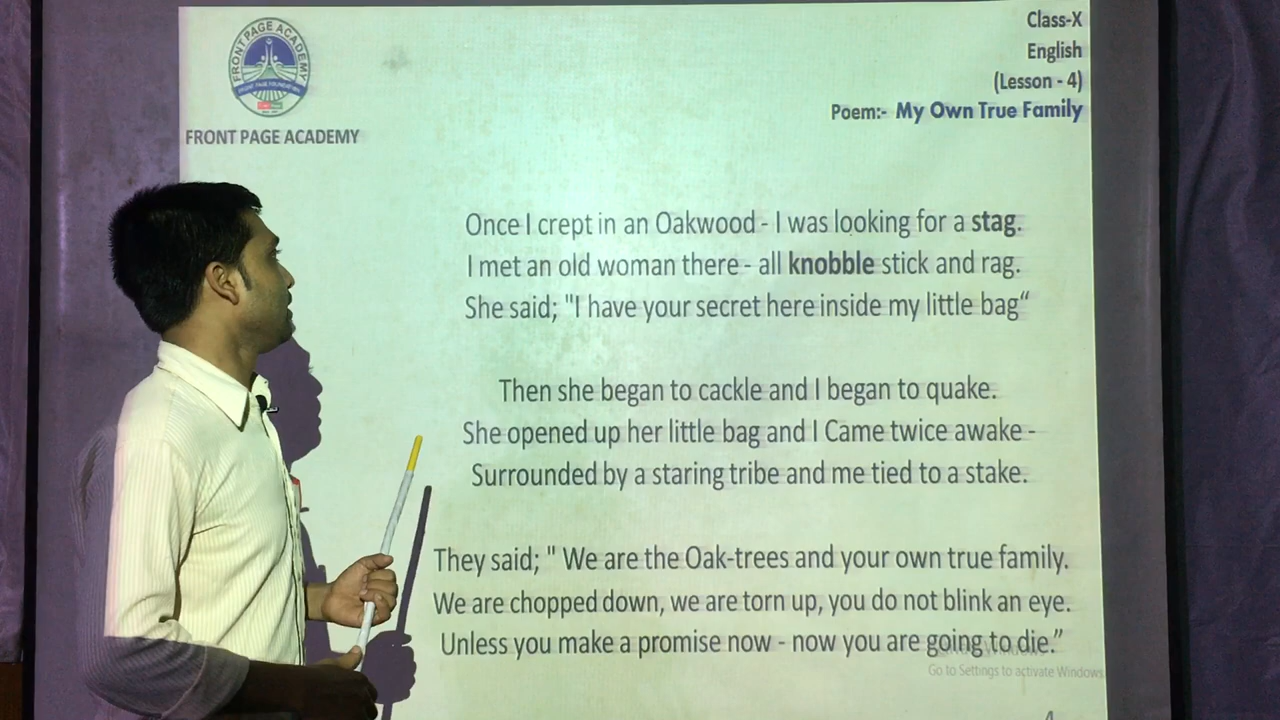 FRONT PAGE ACADEMY
FRONT PAGE ACADEMY
Class-X
English
(Lesson - 4)
Poem:- My Own True Family
Once I crept in an Oakwood - I was looking for a stag.
I met an old woman there - all knobble stick and rag.
She said; "I have your secret here inside my little bag“
Then she began to cackle and I began to quake.
She opened up her little bag and I Came twice awake -
Surrounded by a staring tribe and me tied to a stake.
They said; " We are the Oak-trees and your own true family.
We are chopped down, we are torn up, you do not blink an eye.
Unless you make a promise now - now you are going to die.”
Go to Settings to activate Windows.
4